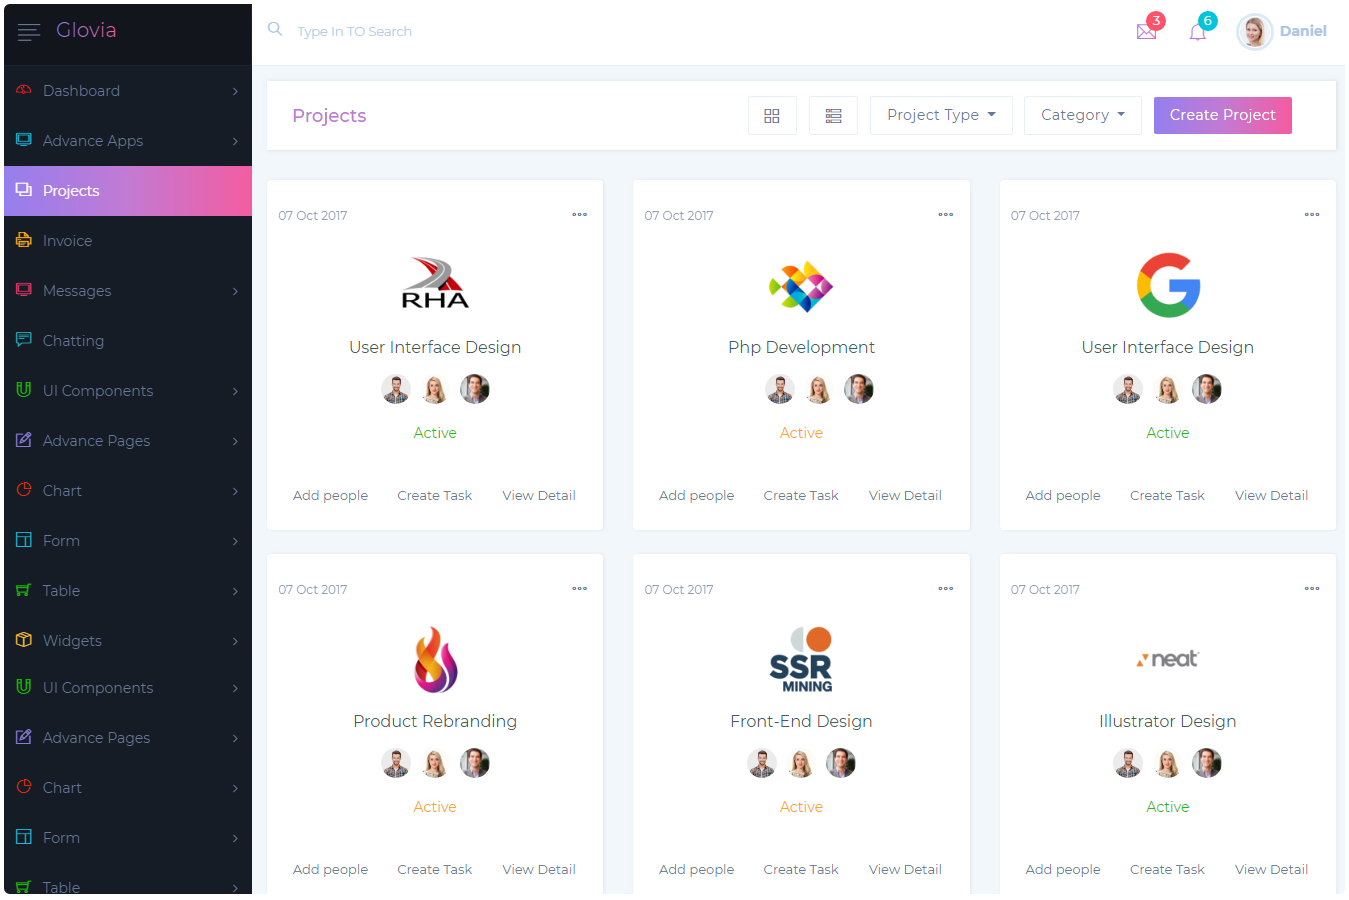 Glovia
Type In TO Search
3
6
Daniel
Dashboard
Advance Apps
Projects
Invoice
Messages
Chatting
UI Components
Advance Pages
Chart
Form
Table
Widgets
UI Components
Advance Pages
Chart
Form
Table
Projects
Project Type
Category
Create Project
07 Oct 2017
RHA
User Interface Design
Active
Add people Create Task View Detail
07 Oct 2017
Php Development
Active
Add people Create Task View Detail
07 Oct 2017
G
User Interface Design
Active
Add people Create Task View Detail
07 Oct 2017
Product Rebranding
Active
Add people Create Task View Detail
07 Oct 2017
SSR
MINING
Front-End Design
Active
Add people Create Task View Detail
07 Oct 2017
neat
Illustrator Design
Active
Add people Create Task View Detail